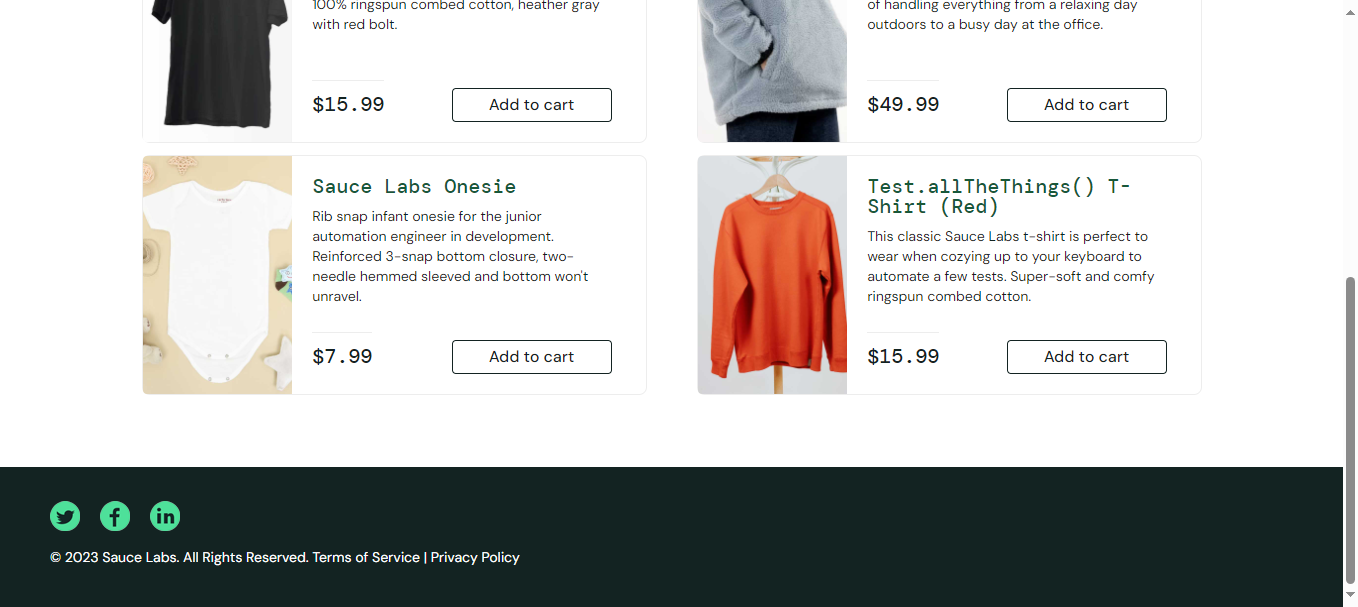 100% ringspun combed cotton, heather gray
with red bolt.
$15.99
Add to cart
of handling everything from a relaxing day
outdoors to a busy day at the office.
$49.99
Add to cart
Sauce Labs Onesie
Rib snap infant onesie for the junior
automation engineer in development.
Reinforced 3-snap bottom closure, two-
needle hemmed sleeved and bottom won't
unravel.
$7.99
Add to cart
Test.allTheThings() T-
Shirt (Red)
This classic Sauce Labs t-shirt is perfect to
wear when cozying up to your keyboard to
automate a few tests. Super-soft and comfy
ringspun combed cotton.
$15.99
Add to cart
© 2023 Sauce Labs. All Rights Reserved. Terms of Service | Privacy Policy